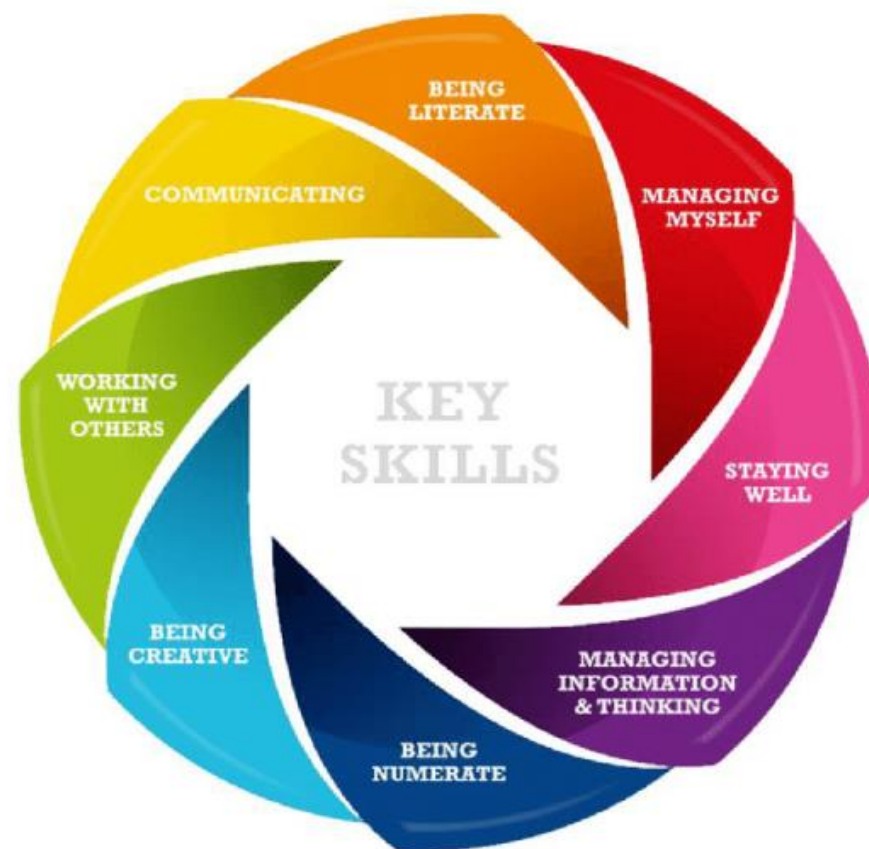 BEING
LITERATE
MANAGING
MYSELF
STAYING
WELL
MANAGING
INFORMATION
& THINKING
BEING
NUMERATE
BEING
CREATIVE
WORKING
WITH
OTHERS
COMMUNICATING
KEY
SKILLS